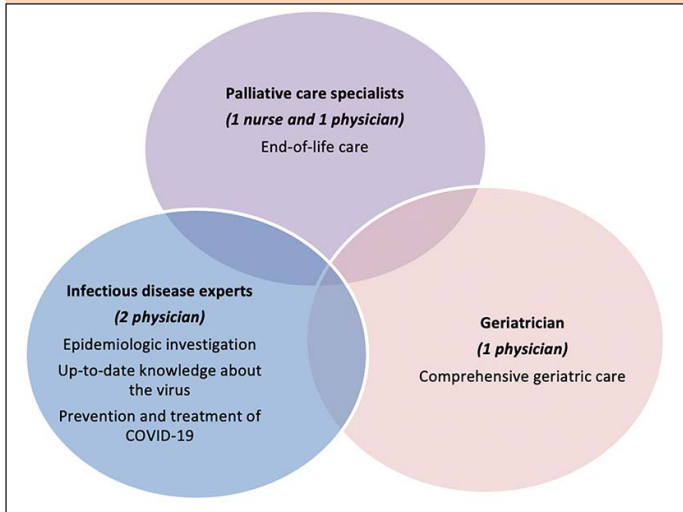 Palliative care specialists
(1 nurse and 1 physician)
End-of-life care
Infectious disease experts
(2 physician)
Epidemiologic investigation
Up-to-date knowledge about
the virus
Prevention and treatment of
COVID-19
Geriatrician
(1 physician)
Comprehensive geriatric care